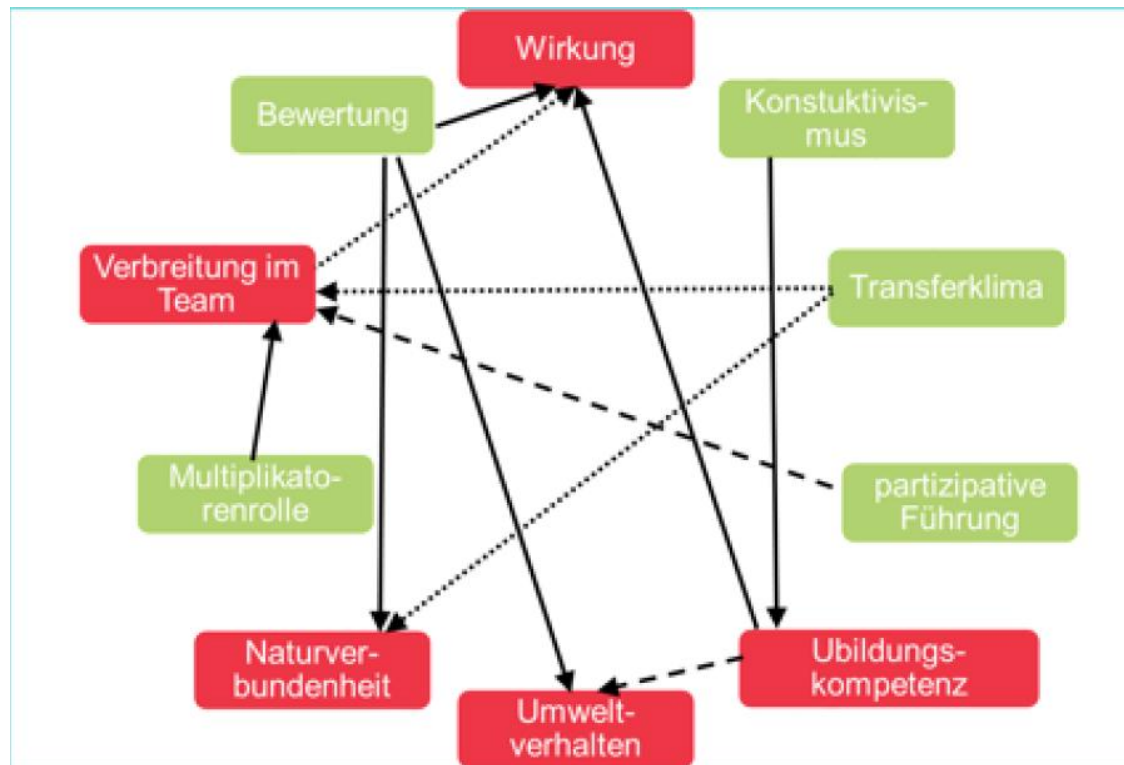 Wirkung
Bewertung
Konstuktivis-
mus
Verbreitung im
Team
Transferklima
Multiplikato-
renrolle
partizipative
Führung
Naturver-
bundenheit
Ubildungs-
kompetenz
Umwelt-
verhalten